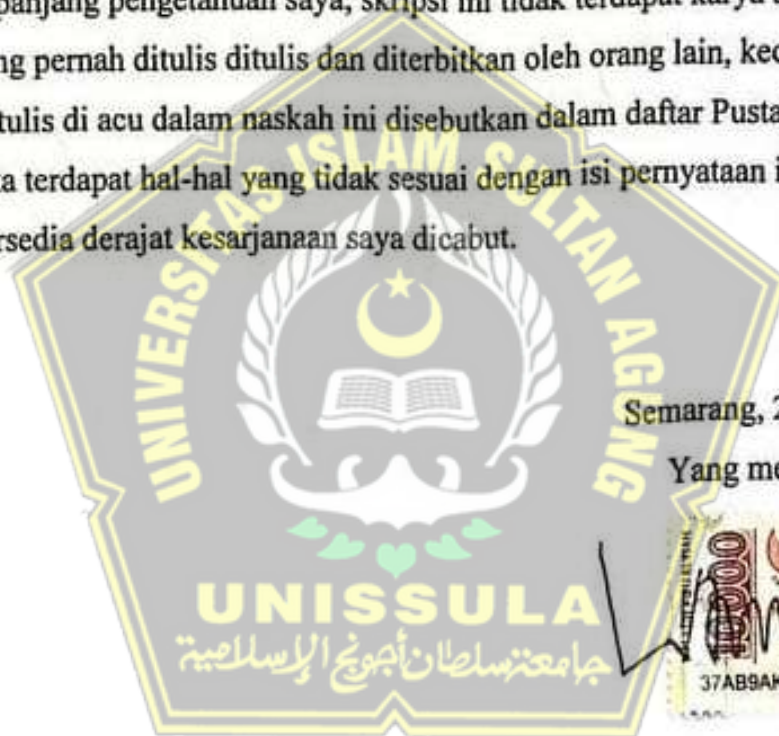 panjang pengetahuan saya, skripsi ini tidak terdapat karya
ng pernah ditulis ditulis dan diterbitkan oleh orang lain, kec
tulis di acu dalam naskah ini disebutkan dalam daftar Pusta
ka terdapat hal-hal yang tidak sesuai dengan isi pernyataan i
rsedia derajat kesarjanaan saya dicabut.
UNIVERSITAS ISLAM SULTAN AGUNG
Semarang, 2
Yang me
10000
37AB9AK
UNISSULA
جامعة سلطان أجونج الإسلامية